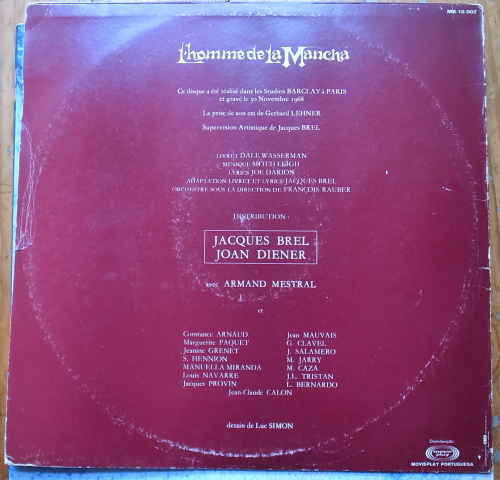 MB-10.002
L'homme de La Mancha
Ce disque a été réalisé dans les Studios BARCLAY à PARIS
et gravé le 30 Novembre 1968
La prise de son est de Gerhard LEHNER
Supervision Artistique de Jacques BREL
LIVRET DALE WASSERMAN
MUSIQUE MITCH LEIGH
LYRICS JOE DARION
ADAPTATION LIVRET ET LYRICS JACQUES BREL
ORCHESTRE SOUS LA DIRECTION DE FRANÇOIS RAUBER
DISTRIBUTION :
JACQUES BREL
JOAN DIENER
avec ARMAND MESTRAL
et
Constance ARNAUD
Marguerite PAQUET
Jeanine GRENET
S. HENNION
MANUELLA MIRANDA
Louis NAVARRE
Jacques PROVIN
Jean MAUVAIS
G. CLAVEL
J. SALAMERO
M. JARRY
M. CAZA
J.L. TRISTAN
L. BERNARDO
Jean-Claude CALON
dessin de Luc SIMON
Distribuição:
movieplay
MOVIEPLAY PORTUGUESA